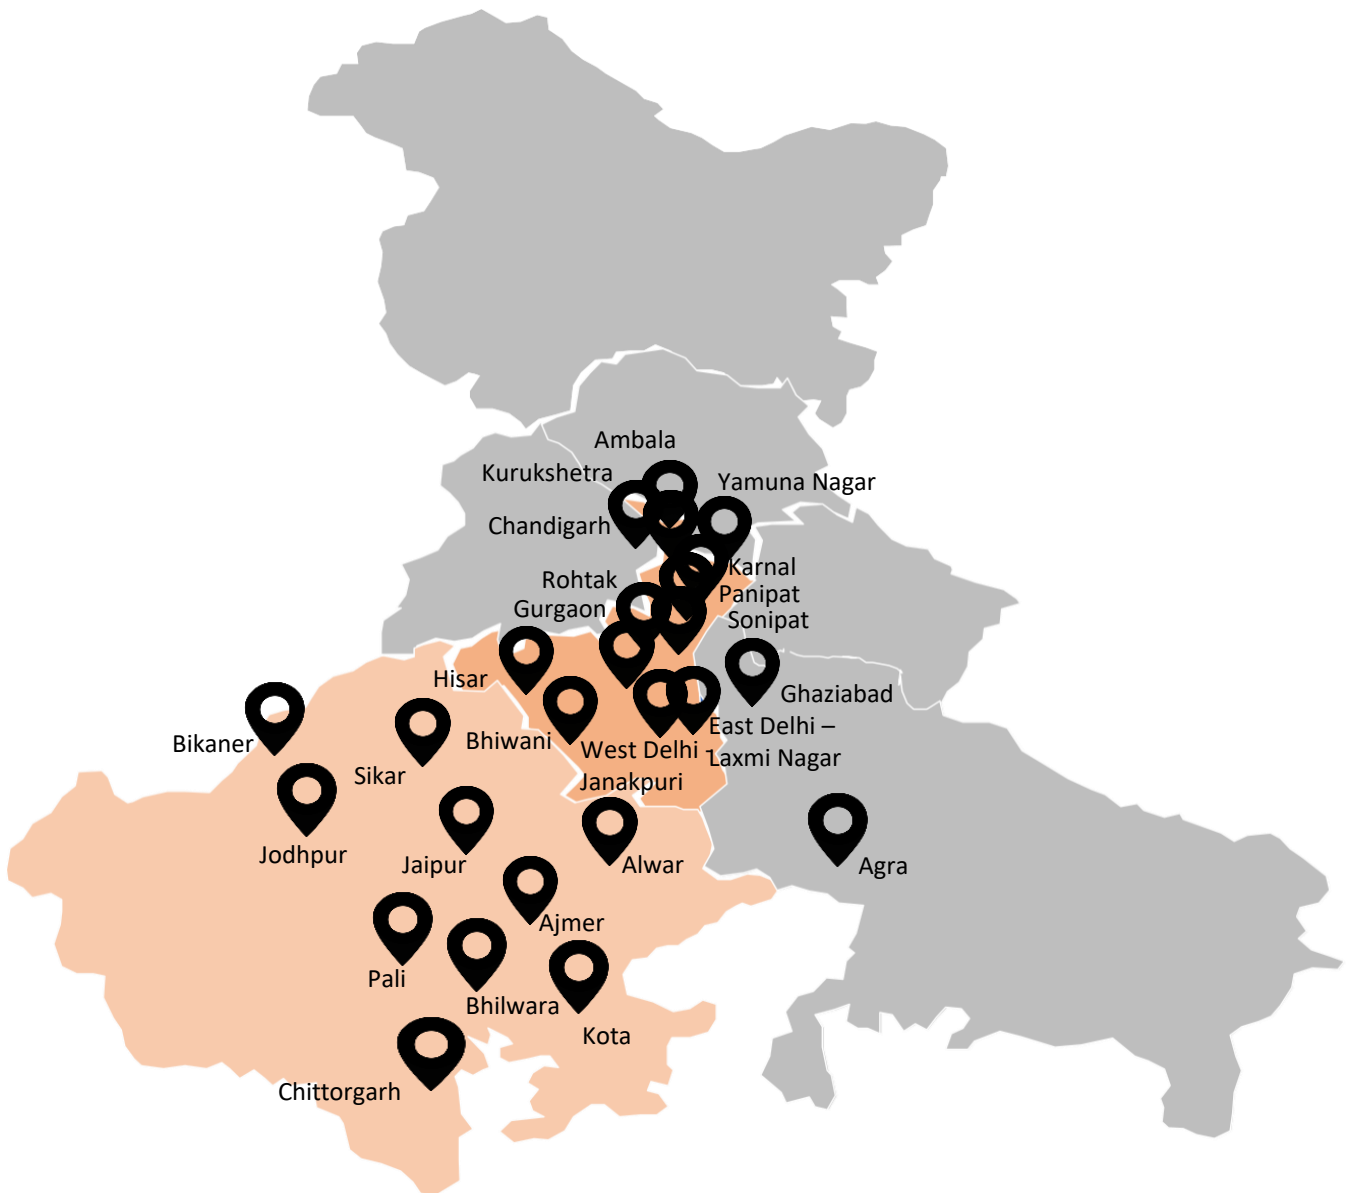 Ambala
Kurukshetra
Yamuna Nagar
Chandigarh
Karnal
Rohtak
Panipat
Gurgaon
Sonipat
Hisar
Ghaziabad
East Delhi –
Laxmi Nagar
Bikaner
Bhiwani
West Delhi -
Janakpuri
Sikar
Jodhpur
Jaipur
Alwar
Agra
Ajmer
Pali
Bhilwara
Kota
Chittorgarh